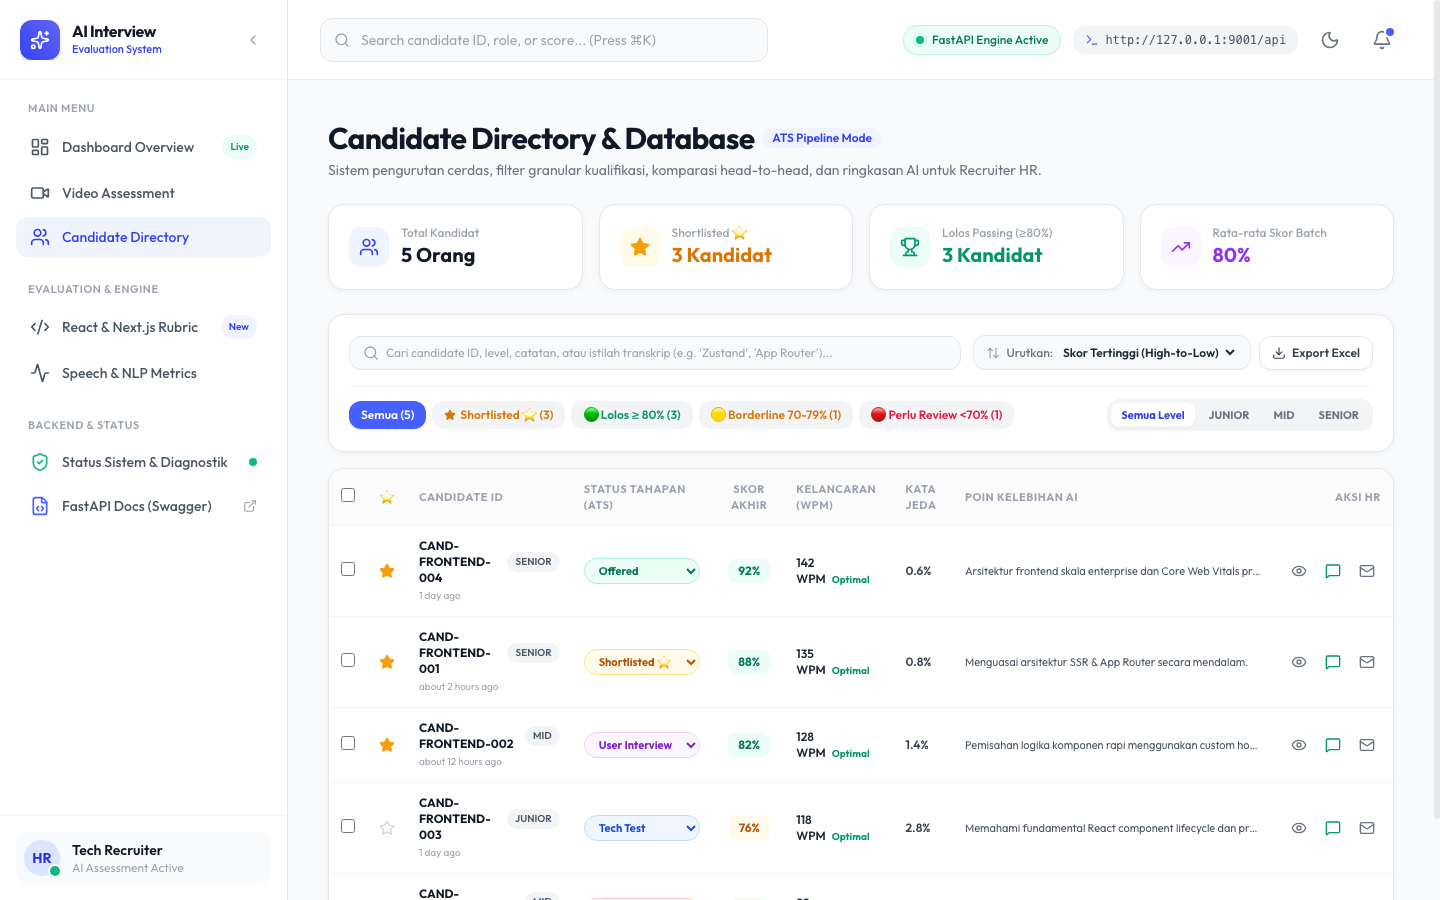 AI Interview
Evaluation System
Search candidate ID, role, or score... (Press ⌘K)
FastAPI Engine Active
http://127.0.0.1:9001/api
MAIN MENU
Dashboard Overview
Live
Video Assessment
Candidate Directory
EVALUATION & ENGINE
React & Next.js Rubric
New
Speech & NLP Metrics
BACKEND & STATUS
Status Sistem & Diagnostik
FastAPI Docs (Swagger)
HR
Tech Recruiter
AI Assessment Active
Candidate Directory & Database
ATS Pipeline Mode
Sistem pengurutan cerdas, filter granular kualifikasi, komparasi head-to-head, dan ringkasan AI untuk Recruiter HR.
Total Kandidat
5 Orang
Shortlisted ⭐
3 Kandidat
Lolos Passing (≥80%)
3 Kandidat
Rata-rata Skor Batch
80%
Cari candidate ID, level, catatan, atau istilah transkrip (e.g. 'Zustand', 'App Router')...
Urutkan: Skor Tertinggi (High-to-Low)
Export Excel
Semua (5)
Shortlisted ⭐ (3)
🟢 Lolos ≥ 80% (3)
🟡 Borderline 70-79% (1)
🔴 Perlu Review <70% (1)
Semua Level
JUNIOR
MID
SENIOR
⭐
CANDIDATE ID
STATUS TAHAPAN
(ATS)
SKOR
AKHIR
KELANCARAN
(WPM)
KATA
JEDA
POIN KELEBIHAN AI
AKSI HR
CAND-
FRONTEND-
004
1 day ago
SENIOR
Offered
92%
142
WPM Optimal
0.6%
Arsitektur frontend skala enterprise dan Core Web Vitals pr...
CAND-
FRONTEND-
001
about 2 hours ago
SENIOR
Shortlisted ⭐
88%
135
WPM Optimal
0.8%
Menguasai arsitektur SSR & App Router secara mendalam.
CAND-
FRONTEND-002
about 12 hours ago
MID
User Interview
82%
128
WPM Optimal
1.4%
Pemisahan logika komponen rapi menggunakan custom ho...
CAND-
FRONTEND-
003
1 day ago
JUNIOR
Tech Test
76%
118
WPM Optimal
2.8%
Memahami fundamental React component lifecycle dan pr...
CAND-